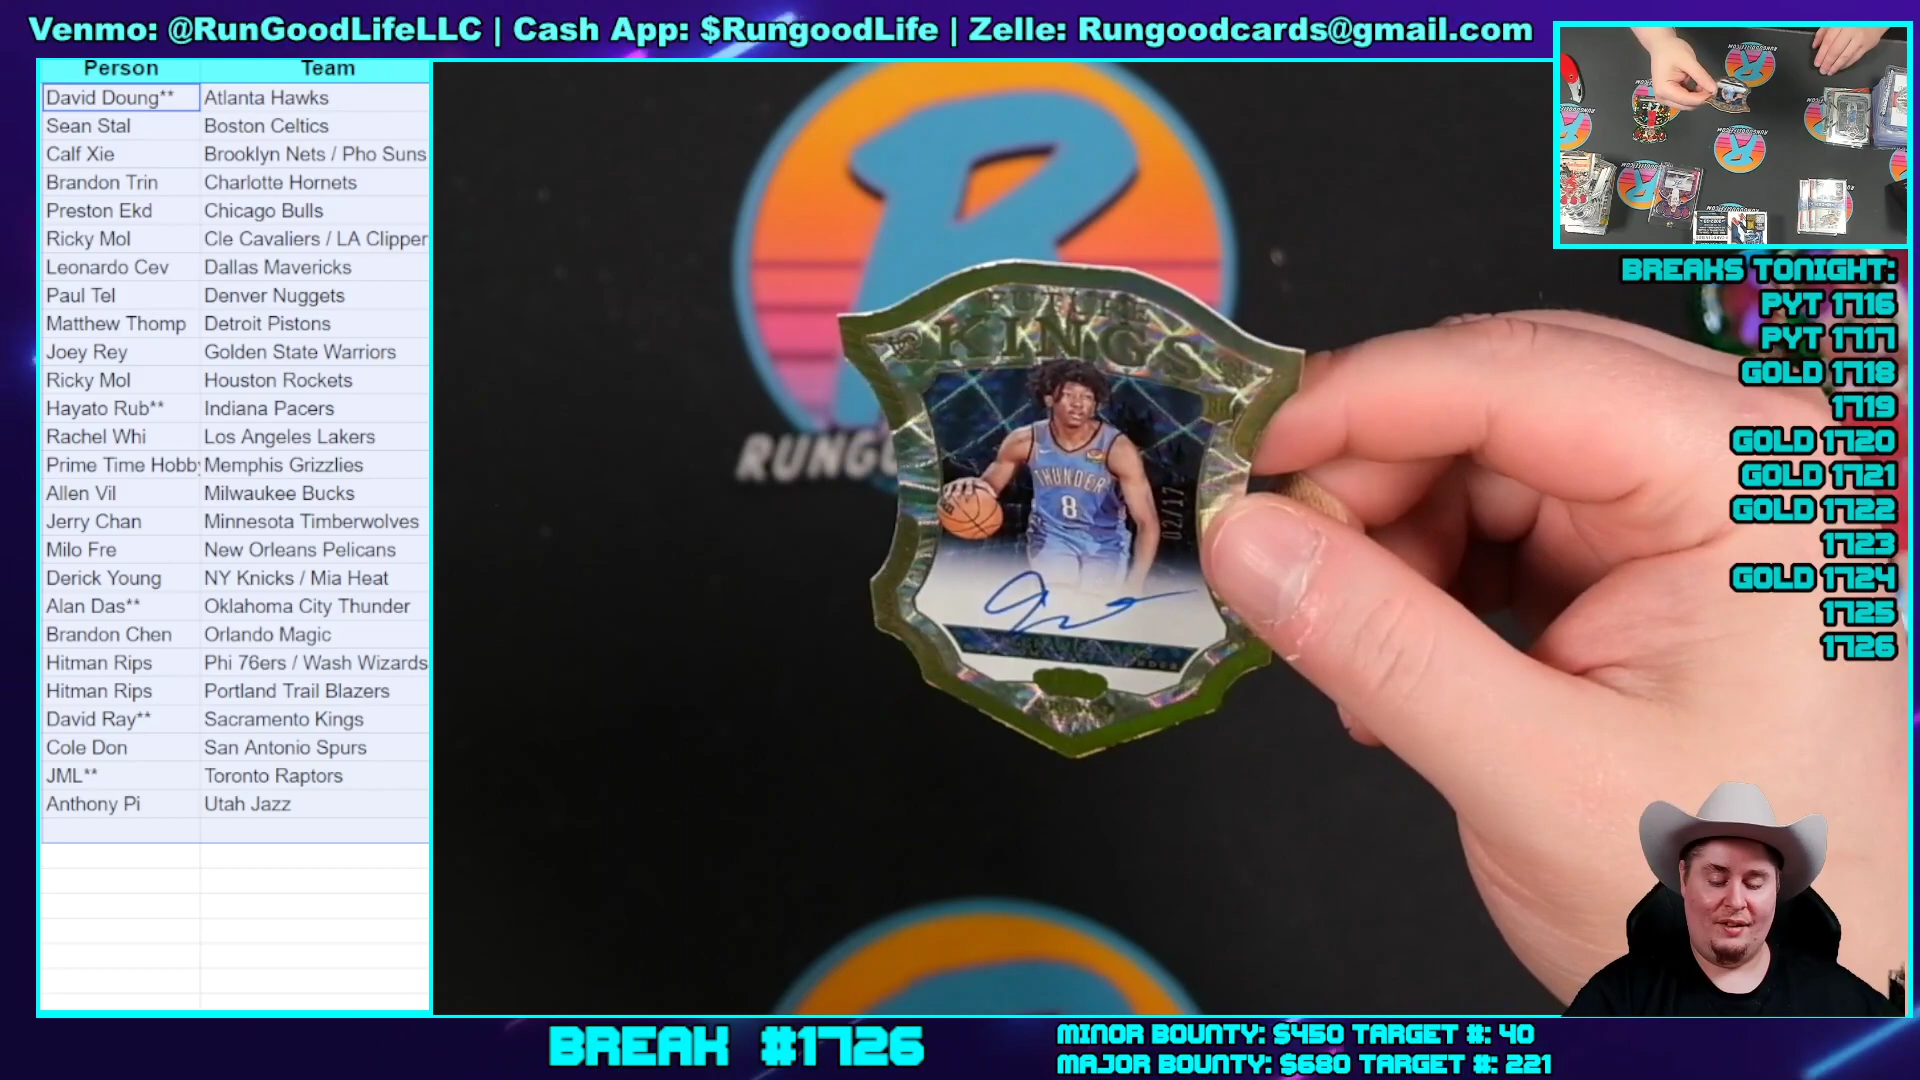 Venmo: @RunGoodLifeLLC | Cash App: $RungoodLife | Zelle: Rungoodcards@gmail.com
Person Team
David Doung** Atlanta Hawks
Sean Stal Boston Celtics
Calf Xie Brooklyn Nets / Pho Suns
Brandon Trin Charlotte Hornets
Preston Ekd Chicago Bulls
Ricky Mol Cle Cavaliers / LA Clipper
Leonardo Cev Dallas Mavericks
Paul Tel Denver Nuggets
Matthew Thomp Detroit Pistons
Joey Rey Golden State Warriors
Ricky Mol Houston Rockets
Hayato Rub** Indiana Pacers
Rachel Whi Los Angeles Lakers
Prime Time Hobby Memphis Grizzlies
Allen Vil Milwaukee Bucks
Jerry Chan Minnesota Timberwolves
Milo Fre New Orleans Pelicans
Derick Young NY Knicks / Mia Heat
Alan Das** Oklahoma City Thunder
Brandon Chen Orlando Magic
Hitman Rips Phi 76ers / Wash Wizards
Hitman Rips Portland Trail Blazers
David Ray** Sacramento Kings
Cole Don San Antonio Spurs
JML** Toronto Raptors
Anthony Pi Utah Jazz
FUTURE
KINGS
THUNDER
8
02/17
BREAKS TONIGHT:
PYT 1716
PYT 1717
GOLD 1718
1719
GOLD 1720
GOLD 1721
GOLD 1722
1723
GOLD 1724
1725
1726
BREAK #1726
MINOR BOUNTY: $450 TARGET #: 40
MAJOR BOUNTY: $680 TARGET #: 221